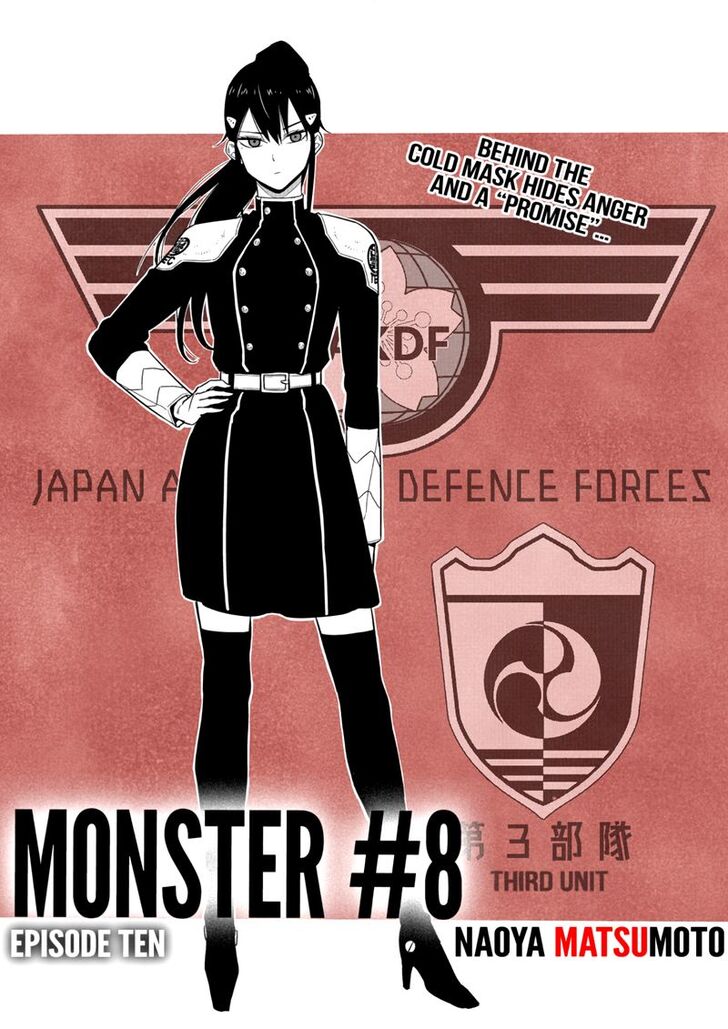 BEHIND THE
COLD MASK HIDES ANGER
AND A "PROMISE"...
KDF
JAPAN A DEFENCE FORCES
第3部隊
THIRD UNIT
MONSTER #8
EPISODE TEN
NAOYA MATSUMOTO